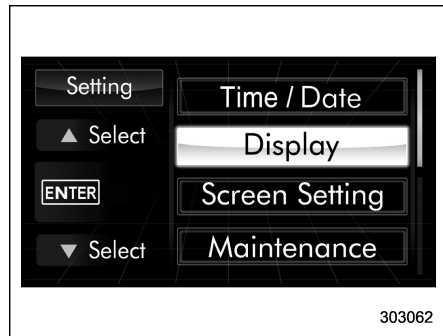 Setting
▲ Select
ENTER
▼ Select
Time / Date
Display
Screen Setting
Maintenance
303062